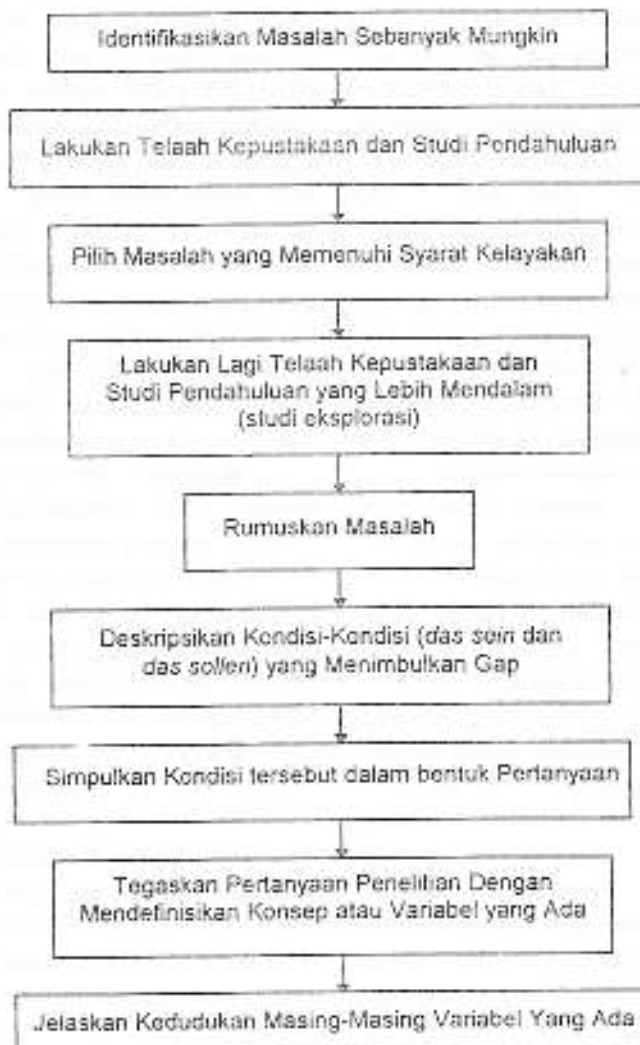 Identifikasikan Masalah Sebanyak Mungkin
Lakukan Telaah Kepustakaan dan Studi Pendahuluan
Pilih Masalah yang Memenuhi Syarat Kelayakan
Lakukan Lagi Telaah Kepustakaan dan
Studi Pendahuluan yang Lebih Mendalam
(studi eksplorasi)
Rumuskan Masalah
Deskripsikan Kondisi-Kondisi (das sein dan
das sollen) yang Menimbulkan Gap
Simpulkan Kondisi tersebut dalam bentuk Pertanyaan
Tegaskan Pertanyaan Penelitian Dengan
Mendefinisikan Konsep atau Variabel yang Ada
Jelaskan Kedudukan Masing-Masing Variabel Yang Ada